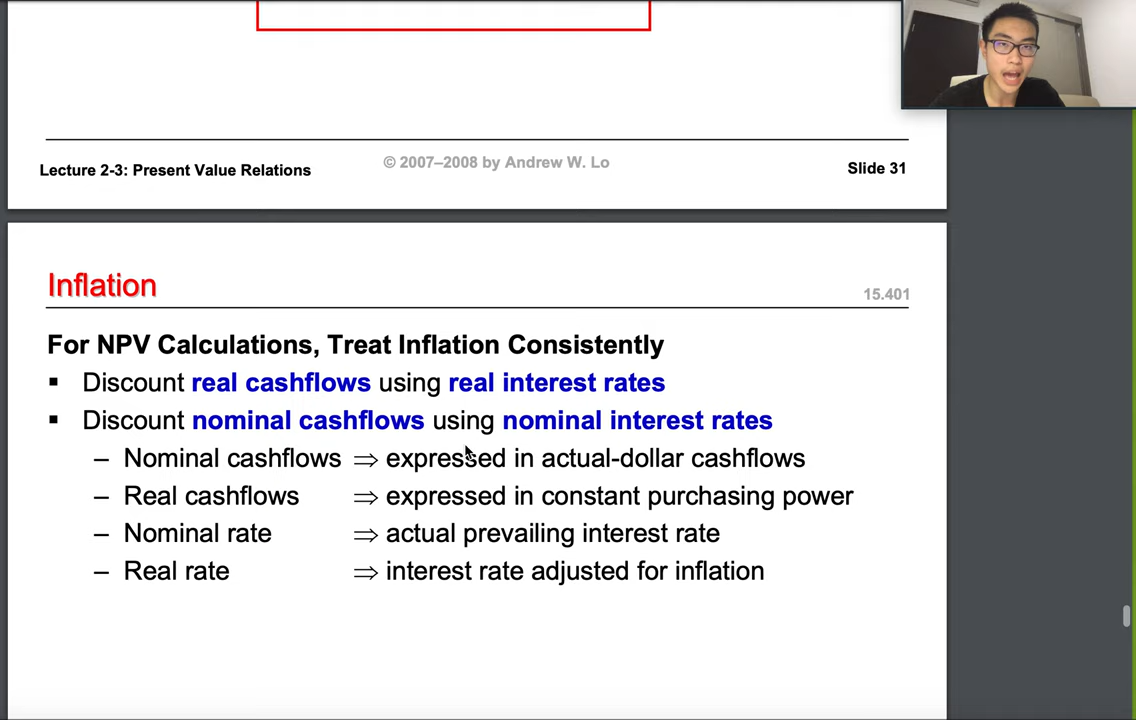 Lecture 2-3: Present Value Relations
© 2007–2008 by Andrew W. Lo
Slide 31
Inflation
15.401
For NPV Calculations, Treat Inflation Consistently
▪ Discount real cashflows using real interest rates
▪ Discount nominal cashflows using nominal interest rates
– Nominal cashflows ⇒ expressed in actual-dollar cashflows
– Real cashflows ⇒ expressed in constant purchasing power
– Nominal rate ⇒ actual prevailing interest rate
– Real rate ⇒ interest rate adjusted for inflation